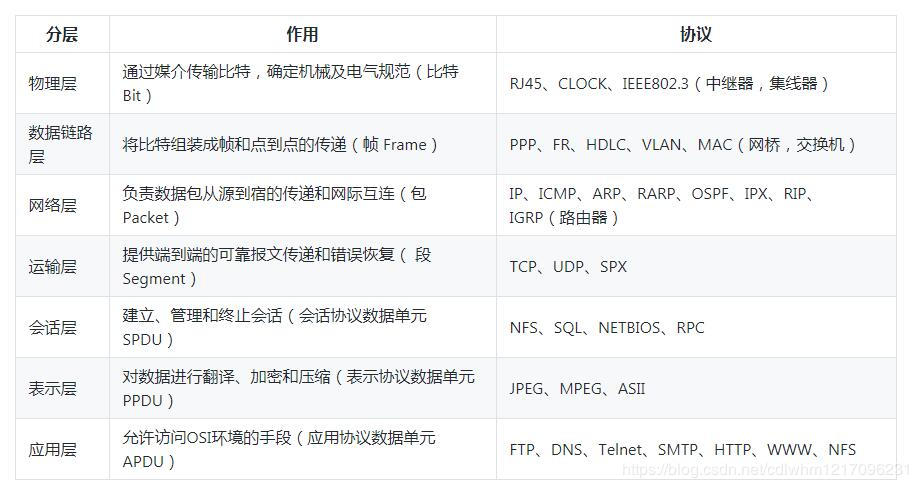 分层 作用 协议
物理层
通过媒介传输比特，确定机械及电气规范（比特
Bit）
RJ45、CLOCK、IEEE802.3（中继器，集线器）
数据链路
层
将比特组装成帧和点到点的传递（帧 Frame）
PPP、FR、HDLC、VLAN、MAC（网桥，交换机）
网络层
负责数据包从源到宿的传递和网际互连（包
Packet）
IP、ICMP、ARP、RARP、OSPF、IPX、RIP、
IGRP（路由器）
运输层
提供端到端的可靠报文传递和错误恢复（ 段
Segment）
TCP、UDP、SPX
会话层
建立、管理和终止会话（会话协议数据单元
SPDU）
NFS、SQL、NETBIOS、RPC
表示层
对数据进行翻译、加密和压缩（表示协议数据单元
PPDU）
JPEG、MPEG、ASII
应用层
允许访问OSI环境的手段（应用协议数据单元
APDU）
FTP、DNS、Telnet、SMTP、HTTP、WWW、NFS
https://blog.csdn.net/cdlwhm1217096231